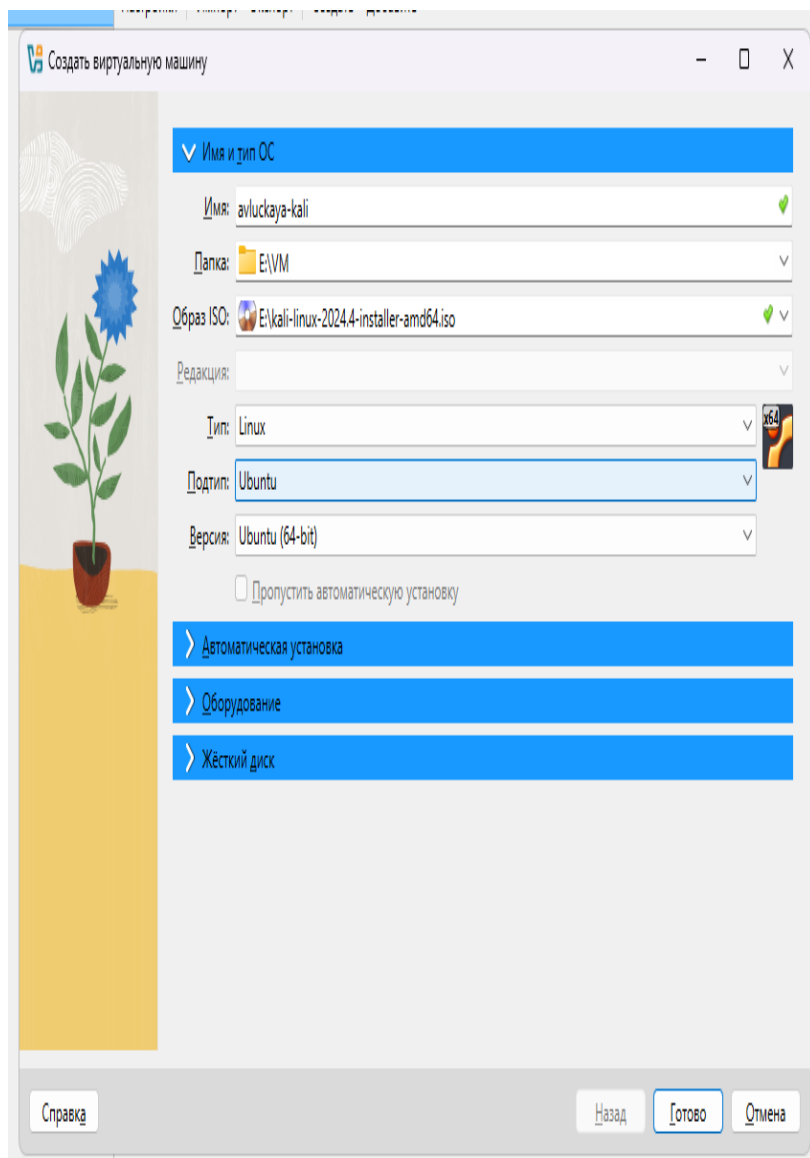 Создать виртуальную машину
Имя и тип ОС
Имя: avluckaya-kali
Папка: E:\VM
Образ ISO: E:\kali-linux-2024.4-installer-amd64.iso
Редакция:
Тип: Linux
x64
Подтип: Ubuntu
Версия: Ubuntu (64-bit)
Пропустить автоматическую установку
Автоматическая установка
Оборудование
Жёсткий диск
Справка Назад Готово Отмена